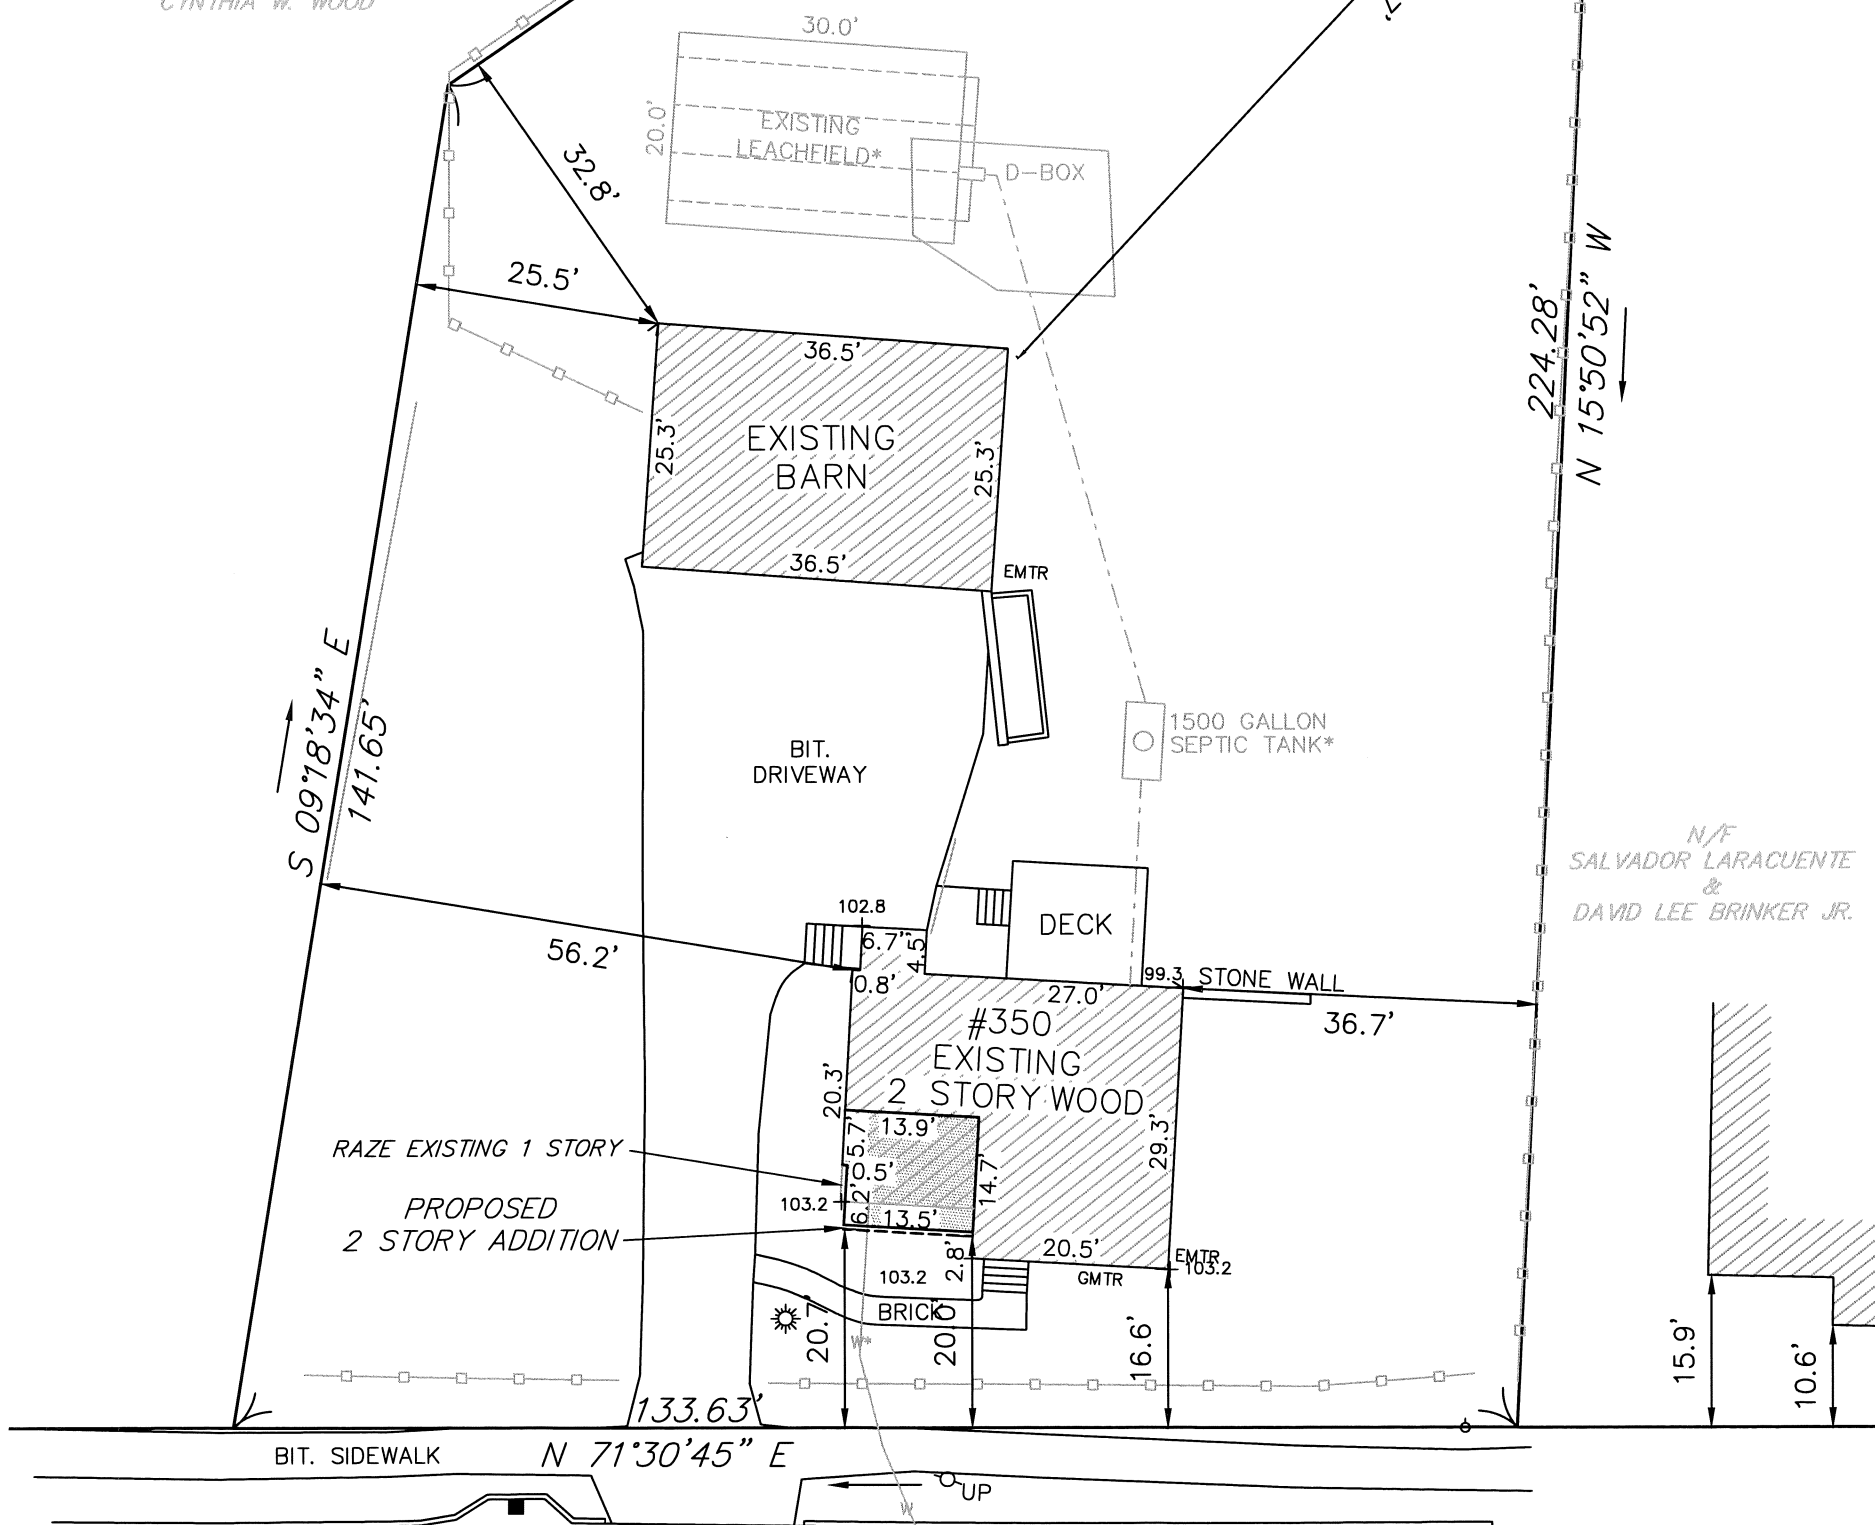 CYNTHIA W. WOOD
30.0'
20.0'
EXISTING
LEACHFIELD*
D-BOX
32.8'
25.5'
36.5'
25.3'
EXISTING
BARN
25.3'
36.5'
EMTR
224.28'
N 15°50'52" W
S 09°18'34" E
141.65'
BIT.
DRIVEWAY
1500 GALLON
SEPTIC TANK*
N/F
SALVADOR LARACUENTE
&
DAVID LEE BRINKER JR.
DECK
102.8
6.7'
4.5'
56.2'
0.8'
99.3
STONE WALL
27.0'
36.7'
#350
EXISTING
2 STORY WOOD
20.3'
13.9'
5.7'
0.5'
6.2'
14.7'
29.3'
RAZE EXISTING 1 STORY
103.2
13.5'
PROPOSED
2 STORY ADDITION
2.8'
20.5'
EMTR
103.2
GMTR
103.2
BRICK
20.7'
20.0'
16.6'
W*
15.9'
10.6'
133.63'
N 71°30'45" E
BIT. SIDEWALK
UP
W